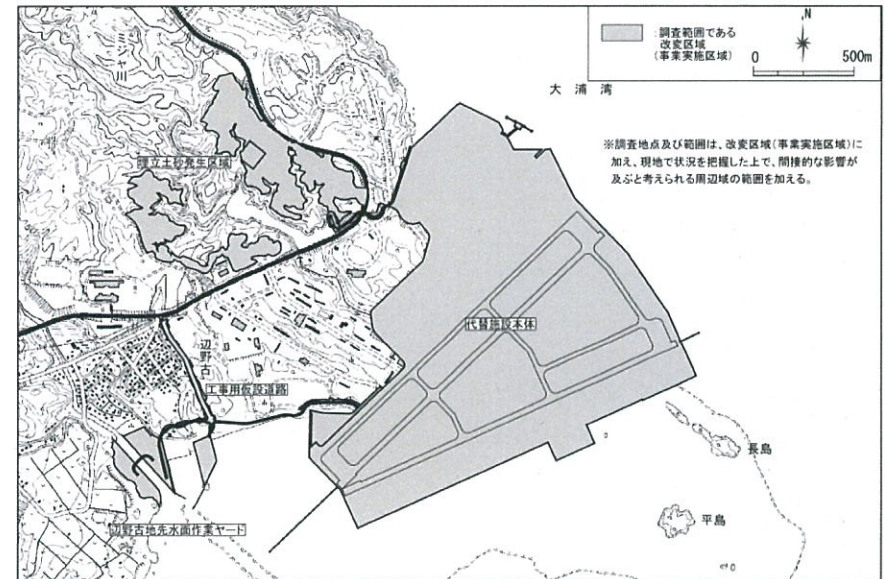 :調査範囲である
改変区域
(事業実施区域)
N
0 500m
大浦湾
※調査地点及び範囲は、改変区域(事業実施区域)に
加え、現地で状況を把握した上で、間接的な影響が
及ぶと考えられる周辺域の範囲を加える。
ミジャ川
埋立土砂発生区域
代替施設本体
辺野古
工事用仮設道路
辺野古地先水面作業ヤード
長島
平島